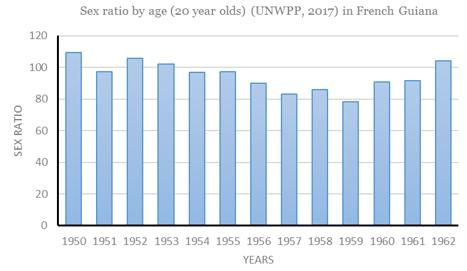 Sex ratio by age (20 year olds) (UNWPP, 2017) in French Guiana
120
100
80
60
40
20
0
SEX RATIO
1950 1951 1952 1953 1954 1955 1956 1957 1958 1959 1960 1961 1962
YEARS